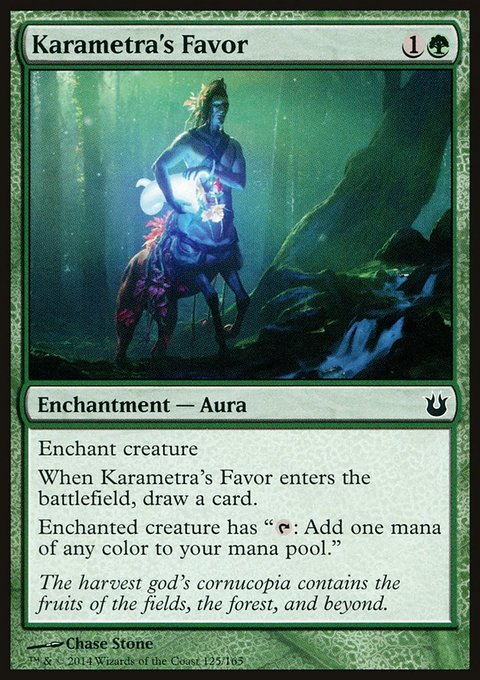 Karametra's Favor 1
Enchantment — Aura
Enchant creature
When Karametra's Favor enters the
battlefield, draw a card.
Enchanted creature has “: Add one mana
of any color to your mana pool.”
The harvest god's cornucopia contains the
fruits of the fields, the forest, and beyond.
Chase Stone
™ & © 2014 Wizards of the Coast 125/165